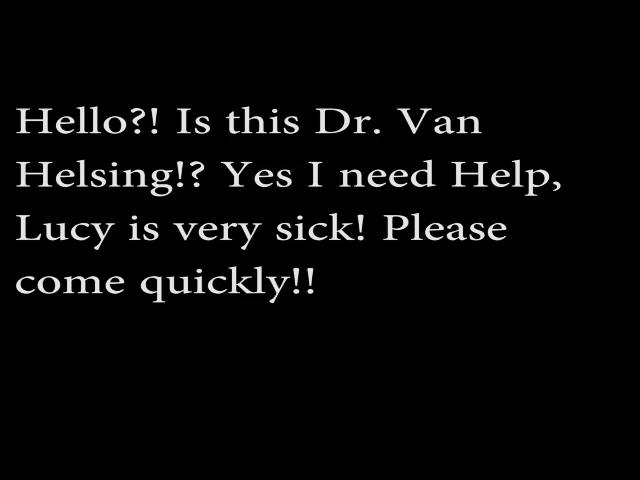 Hello?! Is this Dr. Van
Helsing!? Yes I need Help,
Lucy is very sick! Please
come quickly!!